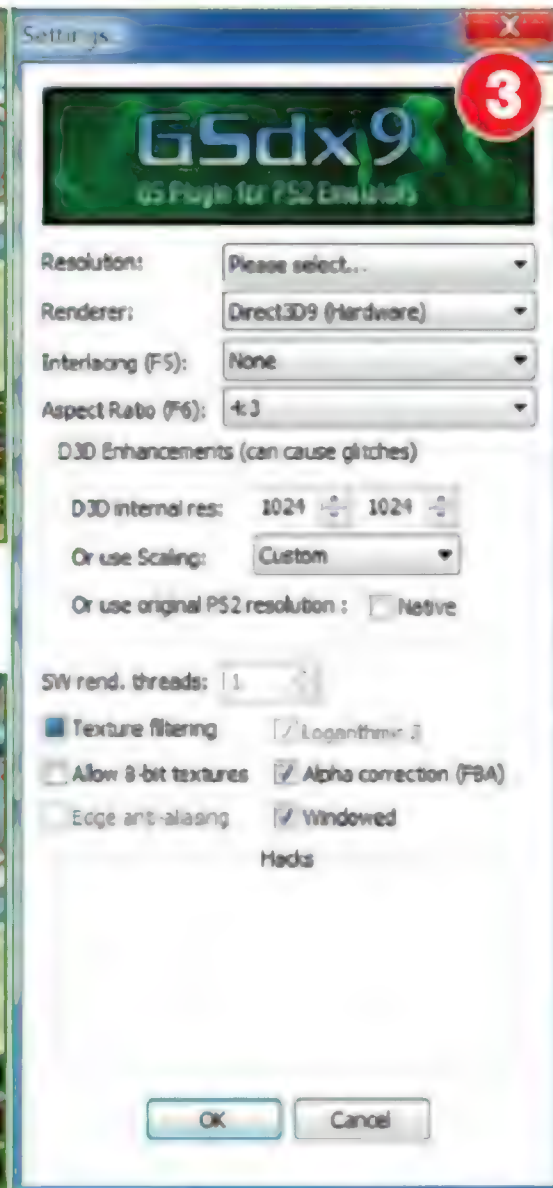 Settings...
X
3
GSdx9
GS Plugin for PS2 Emulators
Resolution: Please select...
Renderer: Direct3D9 (Hardware)
Interlacing (F5): None
Aspect Ratio (F6): 4:3
D3D Enhancements (can cause glitches)
D3D internal res: 1024 1024
Or use Scaling: Custom
Or use original PS2 resolution : Native
SW rend. threads: 1
Texture filtering Logarithmic Z
Allow 8-bit textures Alpha correction (FBA)
Edge anti-aliasing Windowed
Hacks
OK Cancel